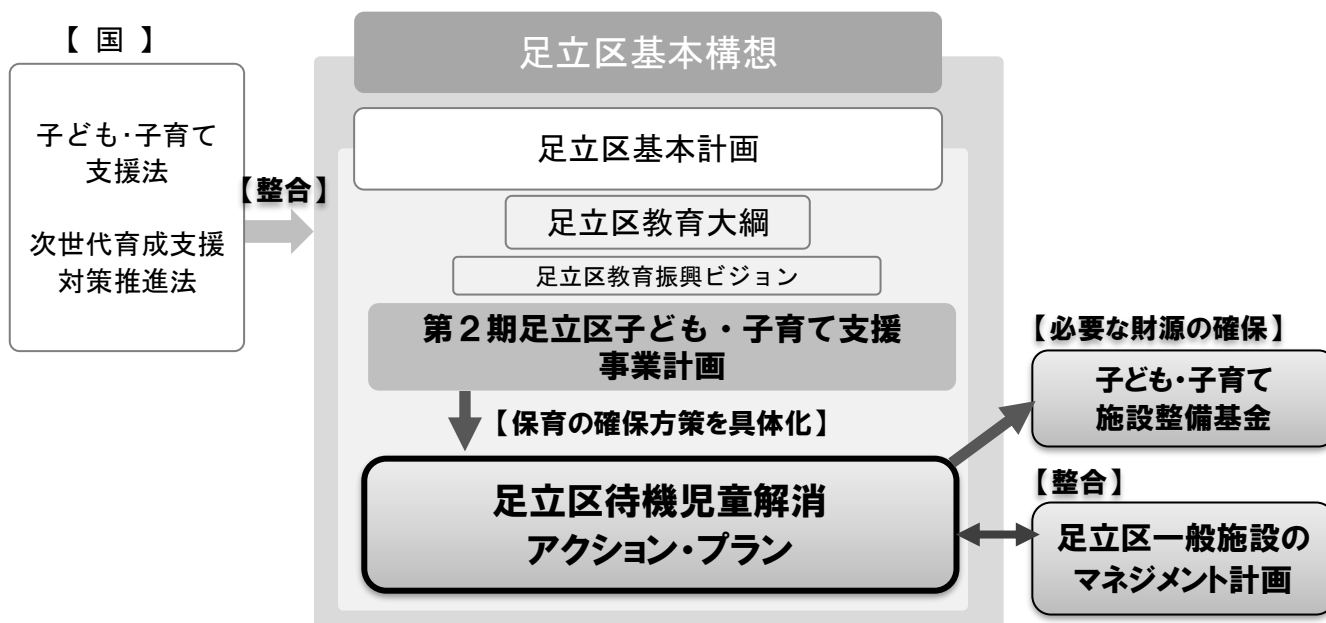 【 国 】
子ども・子育て
支援法
次世代育成支援
対策推進法
【整合】
足立区基本構想
足立区基本計画
足立区教育大綱
足立区教育振興ビジョン
第２期足立区子ども・子育て支援
事業計画
【保育の確保方策を具体化】
足立区待機児童解消
アクション・プラン
【必要な財源の確保】
子ども・子育て
施設整備基金
【整合】
足立区一般施設の
マネジメント計画